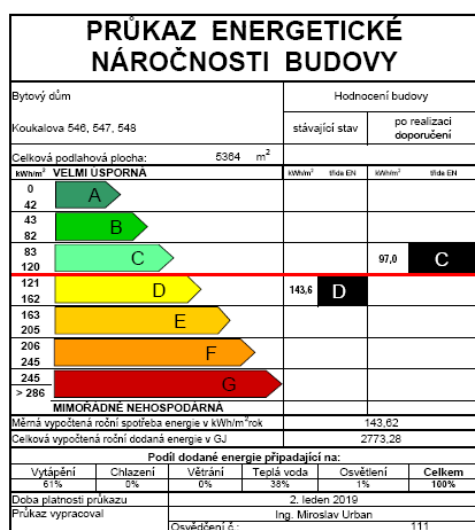 PRŮKAZ ENERGETICKÉ
NÁROČNOSTI BUDOVY
Bytový dům
Hodnocení budovy
Koukalova 546, 547, 548
stávající stav
po realizaci
doporučení
Celková podlahová plocha: 5364 m²
kWh/m² VELMI ÚSPORNÁ kWh/m² třída EN kWh/m² třída EN
0
42
A
43
82
B
83
120
C
97,0 C
121
162
D
143,6 D
163
205
E
206
245
F
245
> 286
G
MIMOŘÁDNĚ NEHOSPODÁRNÁ
Měrná vypočtená roční spotřeba energie v kWh/m²rok 143,62
Celková vypočtená roční dodaná energie v GJ 2773,28
Podíl dodané energie připadající na:
Vytápění Chlazení Větrání Teplá voda Osvětlení Celkem
61% 0% 0% 38% 1% 100%
Doba platnosti průkazu 2. leden 2019
Průkaz vypracoval Ing. Miroslav Urban
Osvědčení č.: 111